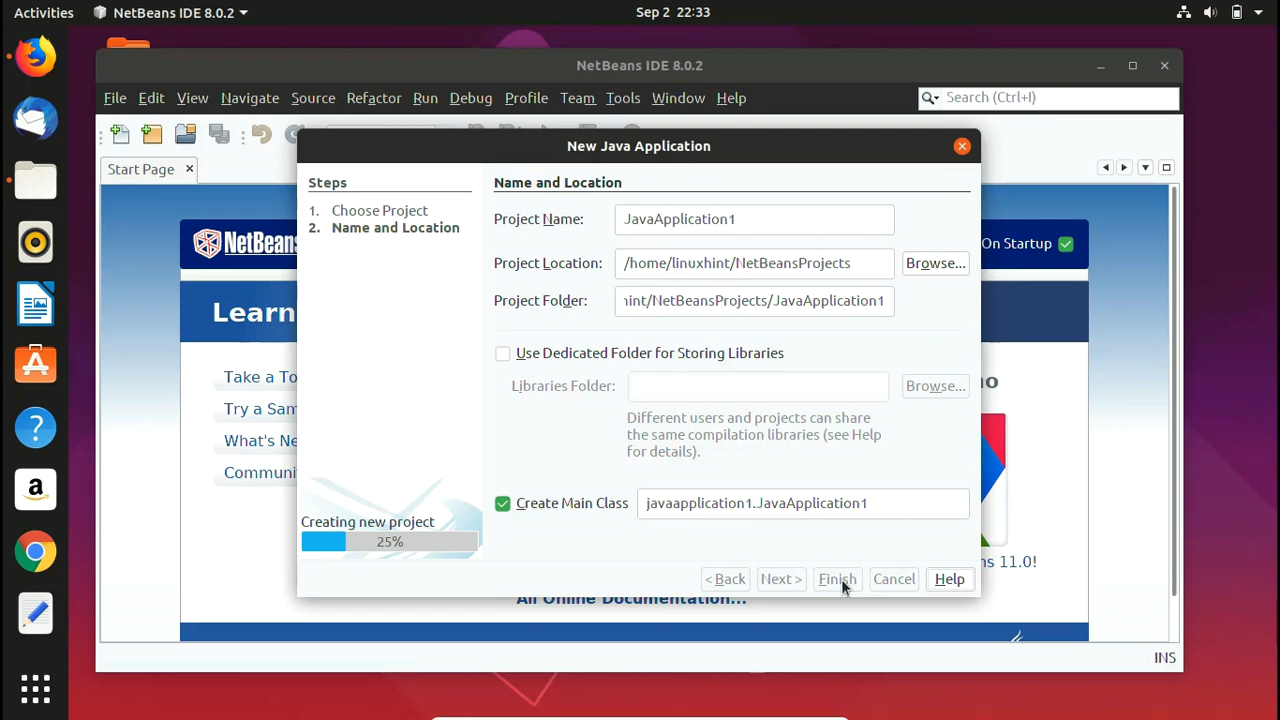 Activities NetBeans IDE 8.0.2 Sep 2 22:33
NetBeans IDE 8.0.2
File Edit View Navigate Source Refactor Run Debug Profile Team Tools Window Help Search (Ctrl+I)
New Java Application
Start Page
Steps
1. Choose Project
2. Name and Location
Name and Location
Project Name: JavaApplication1
Project Location: /home/linuxhint/NetBeansProjects Browse...
Project Folder: int/NetBeansProjects/JavaApplication1
Use Dedicated Folder for Storing Libraries
Libraries Folder: Browse...
Different users and projects can share
the same compilation libraries (see Help
for details).
Create Main Class javaapplication1.JavaApplication1
Creating new project
25%
< Back Next > Finish Cancel Help
NetBeans
On Startup
Learn
Take a To
Try a Sam
What's Ne
Communi
ns 11.0!
All Online Documentation...
INS
a